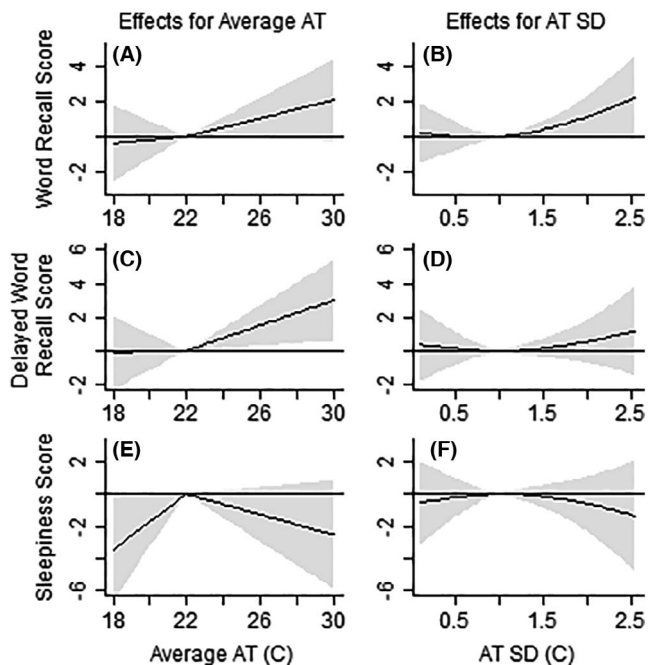 Effects for Average AT
Effects for AT SD
Word Recall Score
(A)
4
2
-2
18
22
26
30
(B)
4
2
-2
0.5
1.5
2.5
Delayed Word
Recall Score
(C)
6
4
2
-2
18
22
26
30
(D)
6
4
2
-2
0.5
1.5
2.5
Sleepiness Score
(E)
2
-2
-6
18
22
26
30
Average AT (C)
(F)
2
-2
-6
0.5
1.5
2.5
AT SD (C)